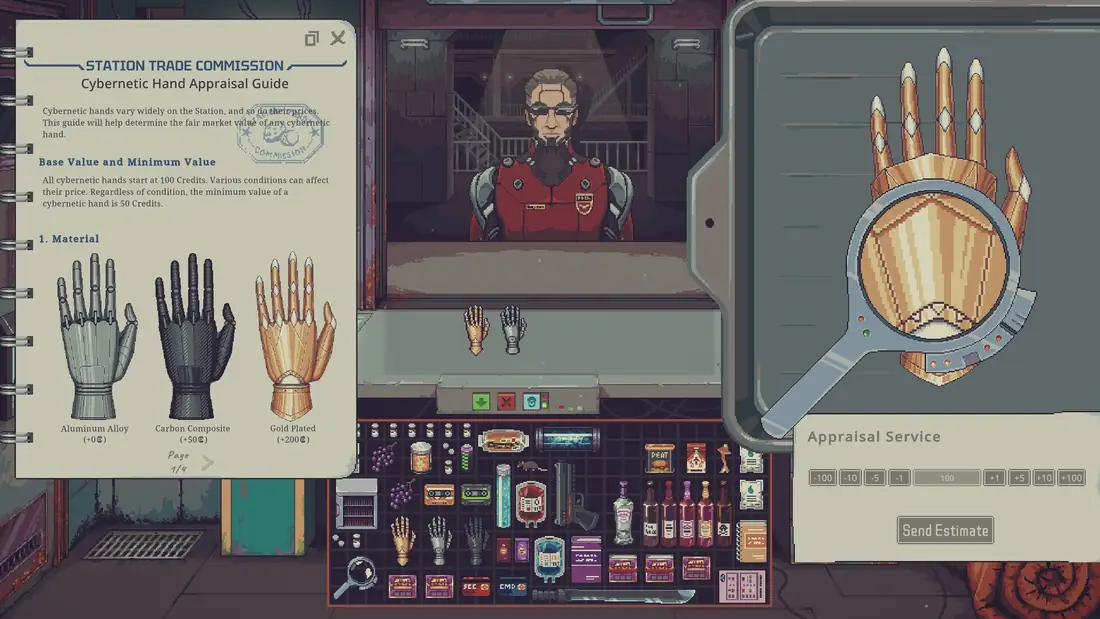 STATION TRADE COMMISSION
Cybernetic Hand Appraisal Guide
Cybernetic hands vary widely on the Station, and so do their prices.
This guide will help determine the fair market value of any cybernetic
hand.
COMMISSION
Base Value and Minimum Value
All cybernetic hands start at 100 Credits. Various conditions can affect
their price. Regardless of condition, the minimum value of a
cybernetic hand is 50 Credits.
1. Material
Aluminum Alloy
(+0₢)
Carbon Composite
(+50₢)
Gold Plated
(+200₢)
Page
1/4
Appraisal Service
-100 -10 -5 -1 100 +1 +5 +10 +100
Send Estimate